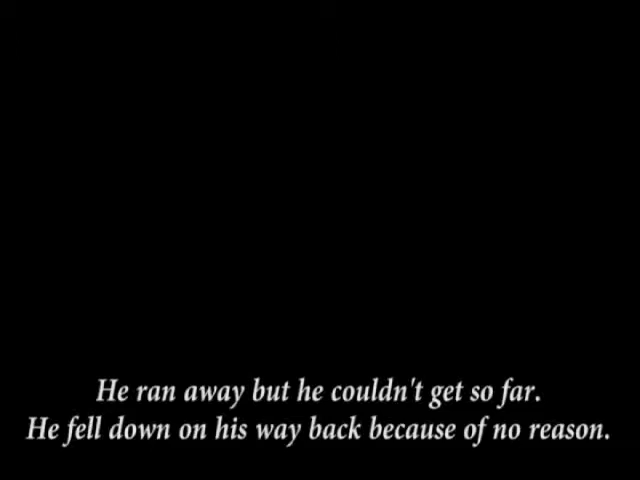 He ran away but he couldn't get so far.
He fell down on his way back because of no reason.